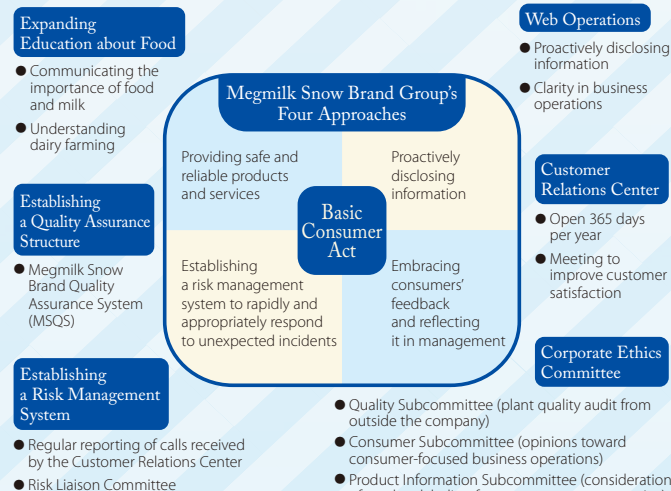 Expanding
Education about Food
● Communicating the
importance of food
and milk
● Understanding
dairy farming
Establishing
a Quality Assurance
Structure
● Megmilk Snow
Brand Quality
Assurance System
(MSQS)
Establishing
a Risk Management
System
● Regular reporting of calls received
by the Customer Relations Center
● Risk Liaison Committee
Megmilk Snow Brand Group's
Four Approaches
Providing safe and
reliable products
and services
Proactively
disclosing
information
Basic
Consumer
Act
Establishing
a risk management
system to rapidly and
appropriately respond
to unexpected incidents
Embracing
consumers'
feedback
and reflecting
it in management
Web Operations
● Proactively disclosing
information
● Clarity in business
operations
Customer
Relations Center
● Open 365 days
per year
● Meeting to
improve customer
satisfaction
Corporate Ethics
Committee
● Quality Subcommittee (plant quality audit from
outside the company)
● Consumer Subcommittee (opinions toward
consumer-focused business operations)
● Product Information Subcommittee (consideration